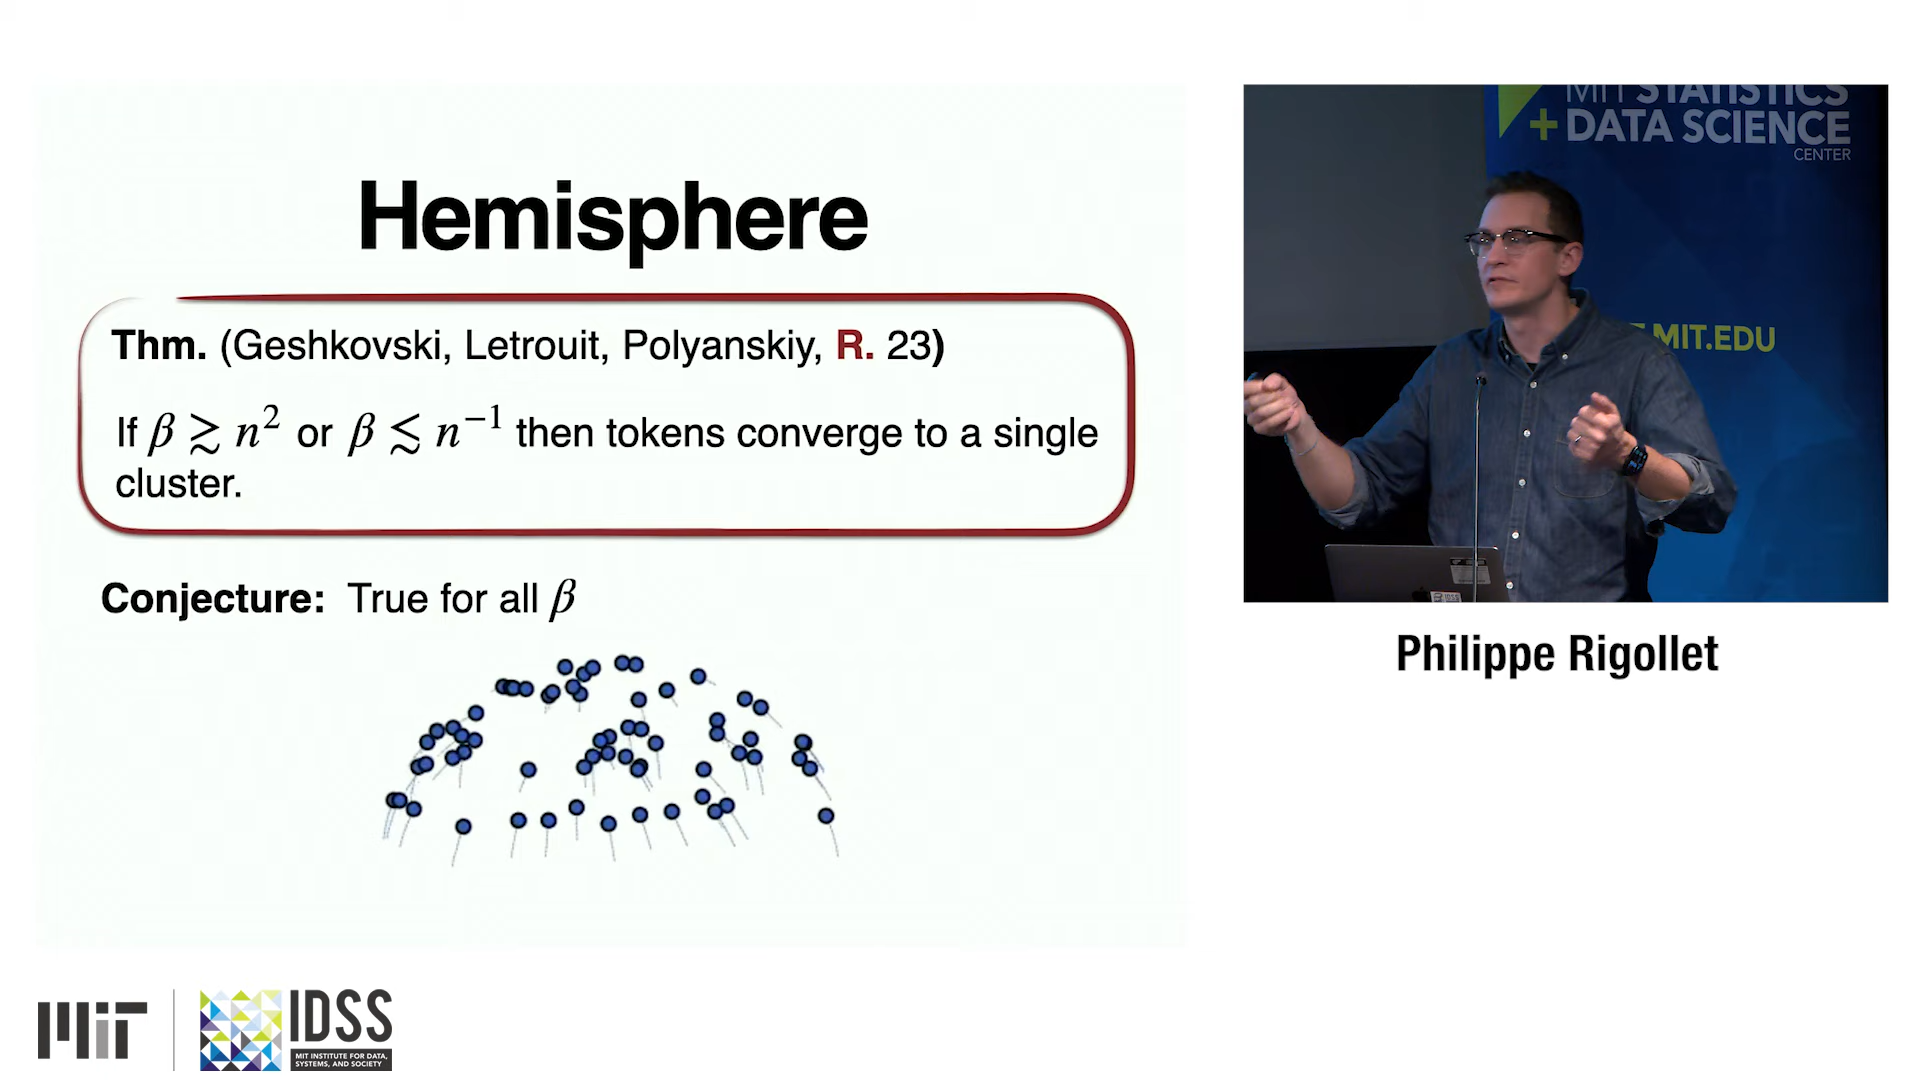 Hemisphere
Thm. (Geshkovski, Letrouit, Polyanskiy, R. 23)
If β ≳ n² or β ≲ n⁻¹ then tokens converge to a single
cluster.
Conjecture: True for all β
MIT STATISTICS
+ DATA SCIENCE
CENTER
.MIT.EDU
Philippe Rigollet
MIT
IDSS
MIT INSTITUTE FOR DATA,
SYSTEMS, AND SOCIETY